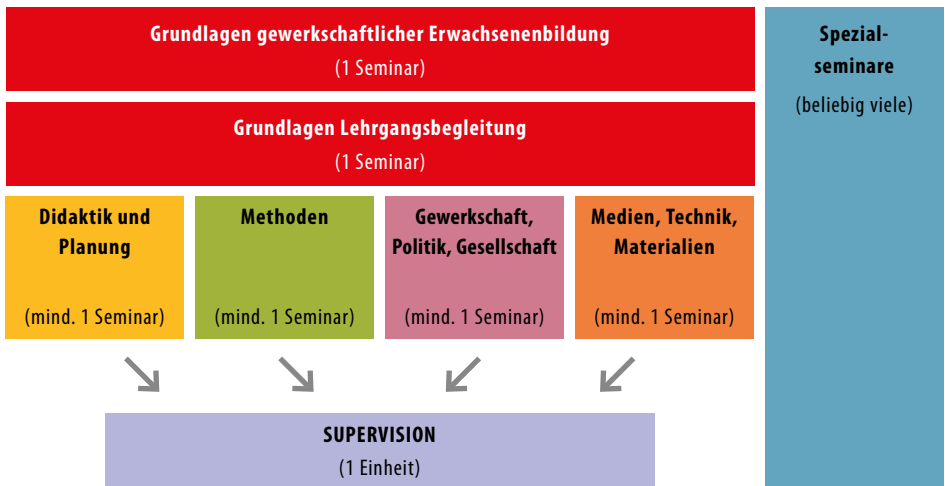 Grundlagen gewerkschaftlicher Erwachsenenbildung
(1 Seminar)
Grundlagen Lehrgangsbegleitung
(1 Seminar)
Didaktik und
Planung
(mind. 1 Seminar)
Methoden
(mind. 1 Seminar)
Gewerkschaft,
Politik, Gesellschaft
(mind. 1 Seminar)
Medien, Technik,
Materialien
(mind. 1 Seminar)
SUPERVISION
(1 Einheit)
Spezial-
seminare
(beliebig viele)